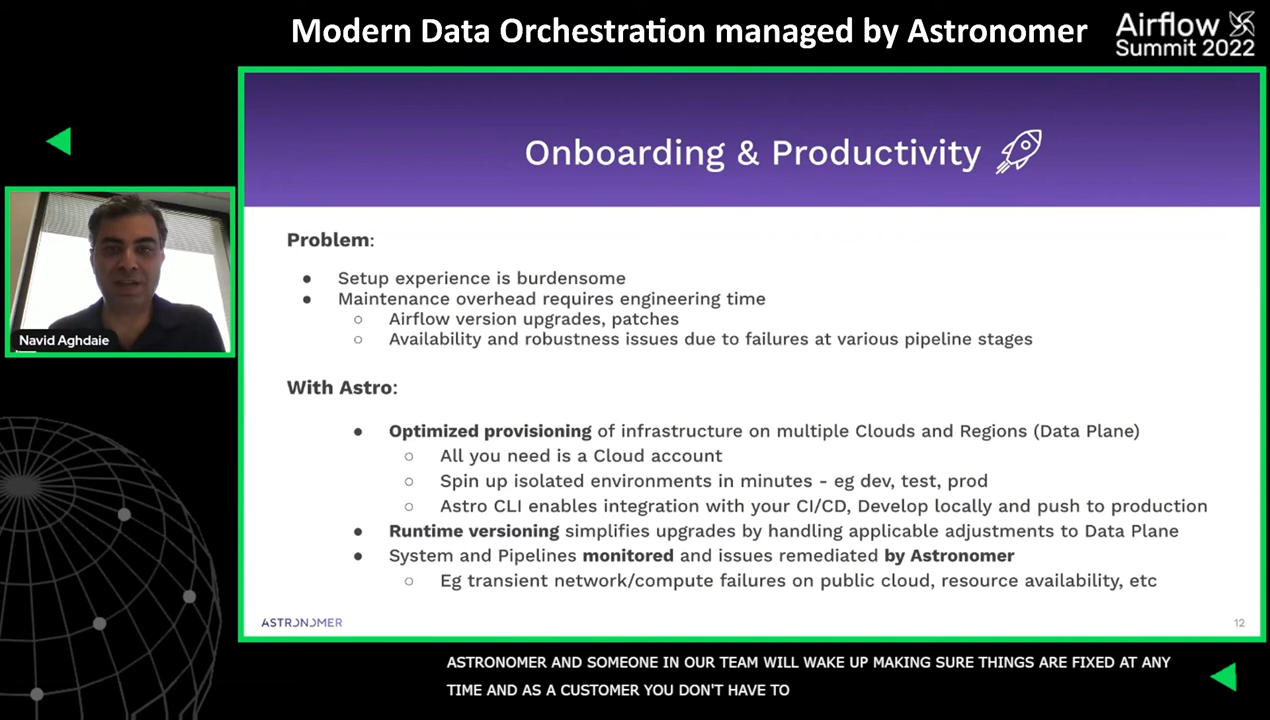 Modern Data Orchestration managed by Astronomer
Airflow
Summit 2022
Onboarding & Productivity
Problem:
● Setup experience is burdensome
● Maintenance overhead requires engineering time
○ Airflow version upgrades, patches
○ Availability and robustness issues due to failures at various pipeline stages
Navid Aghdaie
With Astro:
● Optimized provisioning of infrastructure on multiple Clouds and Regions (Data Plane)
○ All you need is a Cloud account
○ Spin up isolated environments in minutes - eg dev, test, prod
○ Astro CLI enables integration with your CI/CD, Develop locally and push to production
● Runtime versioning simplifies upgrades by handling applicable adjustments to Data Plane
● System and Pipelines monitored and issues remediated by Astronomer
○ Eg transient network/compute failures on public cloud, resource availability, etc
ASTRONOMER
12
ASTRONOMER AND SOMEONE IN OUR TEAM WILL WAKE UP MAKING SURE THINGS ARE FIXED AT ANY
TIME AND AS A CUSTOMER YOU DON'T HAVE TO